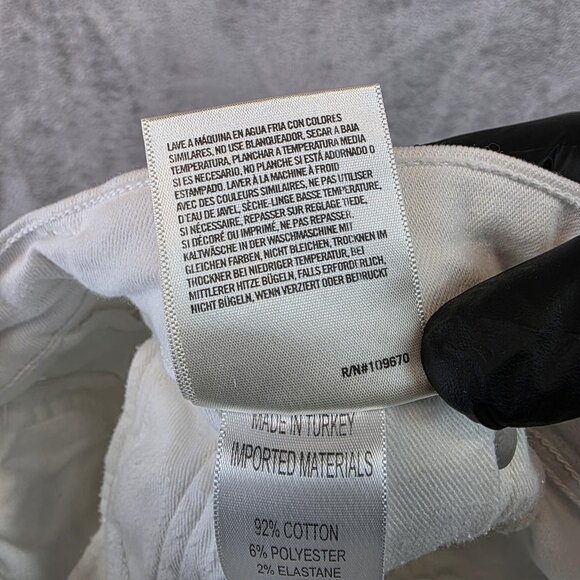 LAVE A MÁQUINA EN AGUA FRIA CON COLORES
SIMILARES, NO USE BLANQUEADOR, SECAR A BAJA
TEMPERATURA, PLANCHAR A TEMPERATURA MEDIA
SI ES NECESARIO, NO PLANCHE SI ESTÁ ADORNADO O
ESTAMPADO. LAVER À LA MACHINE À FROID
AVEC DES COULEURS SIMILAIRES, NE PAS UTILISER
D'EAU DE JAVEL, SÈCHE-LINGE BASSE TEMPÉRATURE,
SI NÉCESSAIRE, REPASSER SUR REGLAGE TIEDE,
SI DÉCORÉ OU IMPRIMÉ, NE PAS REPASSER
KALTWÄSCHE IN DER WASCHMASCHINE MIT
GLEICHEN FARBEN, NICHT BLEICHEN, TROCKNEN IM
TROCKNER BEI NIEDRIGER TEMPERATUR, BEI
MITTLERER HITZE BÜGELN, FALLS ERFORDERLICH,
NICHT BÜGELN, WENN VERZIERT ODER BEDRUCKT
R/N#109670
MADE IN TURKEY
IMPORTED MATERIALS
92% COTTON
6% POLYESTER
2% ELASTANE